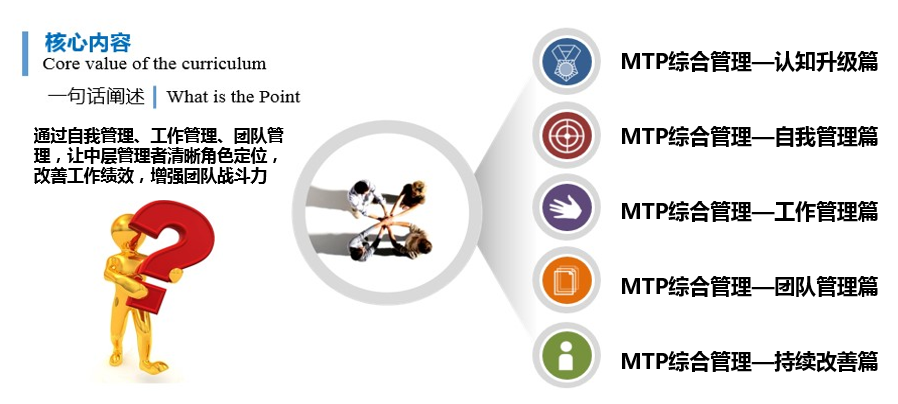 核心内容
Core value of the curriculum
一句话阐述 | What is the Point
通过自我管理、工作管理、团队管
理，让中层管理者清晰角色定位，
改善工作绩效，增强团队战斗力
MTP综合管理—认知升级篇
MTP综合管理—自我管理篇
MTP综合管理—工作管理篇
MTP综合管理—团队管理篇
MTP综合管理—持续改善篇